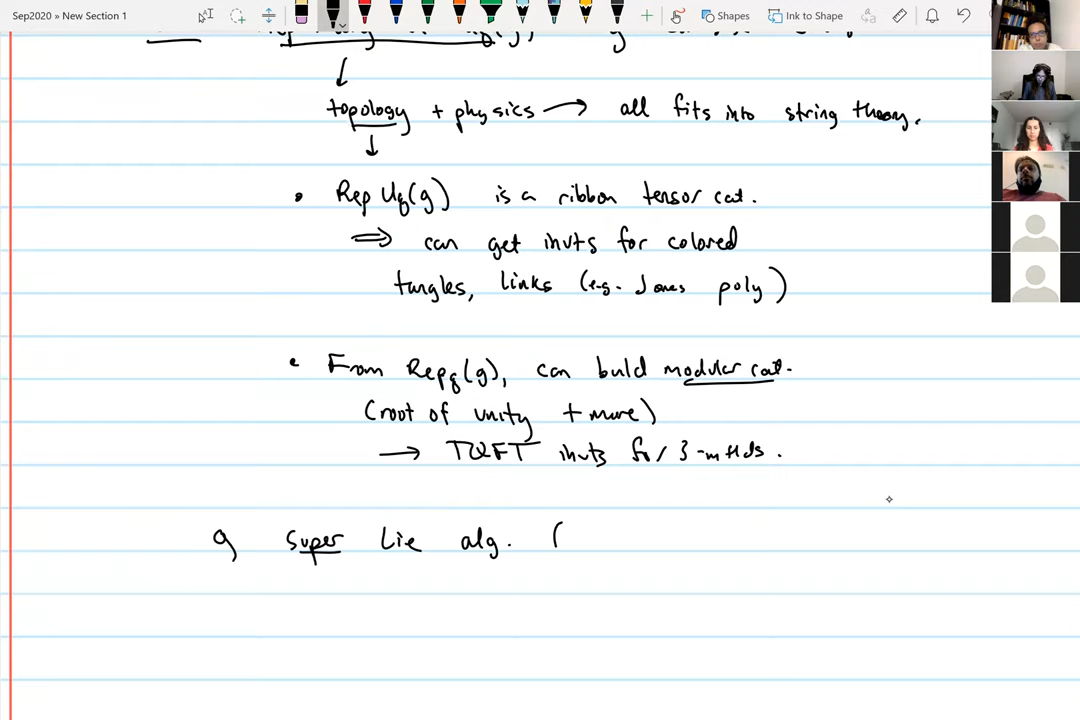 Sep2020 » New Section 1
Shapes
Ink to Shape
topology + physics → all fits into string theory.
• Rep Uq(g) is a ribbon tensor cat.
⇒ can get invts for colored
tangles, links (e.g. Jones poly)
• From Repq(g), can build modular cat.
(root of unity + more)
→ TQFT invts for 3-mflds.
g super Lie alg. (